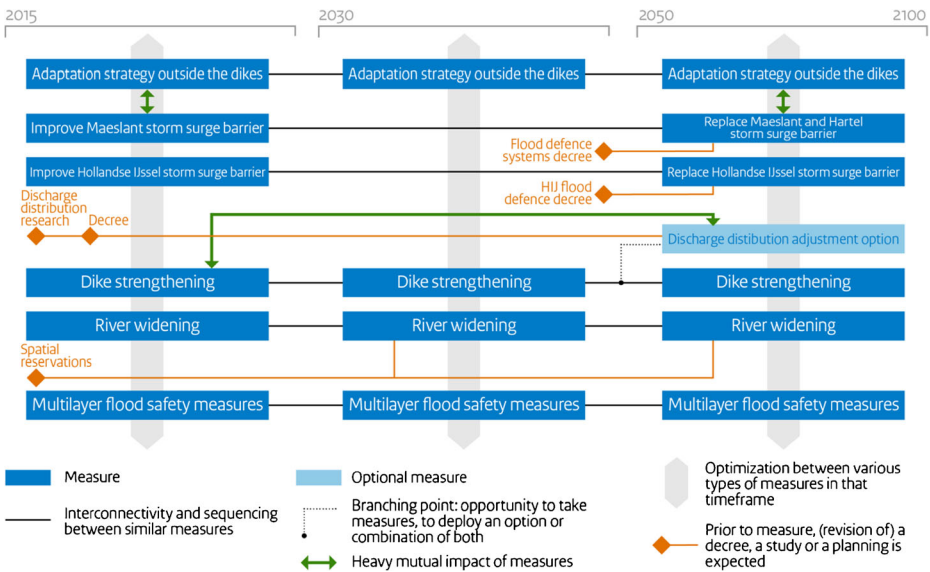 2015
2030
2050
2100
Adaptation strategy outside the dikes
Adaptation strategy outside the dikes
Adaptation strategy outside the dikes
Improve Maeslant storm surge barrier
Replace Maeslant and Hartel
storm surge barrier
Flood defence
systems decree
Improve Hollandse IJssel storm surge barrier
Replace Hollandse IJssel storm surge barrier
HIJ flood
defence decree
Discharge
distribution
research
Decree
Discharge distibution adjustment option
Dike strengthening
Dike strengthening
Dike strengthening
River widening
River widening
River widening
Spatial
reservations
Multilayer flood safety measures
Multilayer flood safety measures
Multilayer flood safety measures
Measure
Interconnectivity and sequencing
between similar measures
Optional measure
Branching point: opportunity to take
measures, to deploy an option or
combination of both
Heavy mutual impact of measures
Optimization between various
types of measures in that
timeframe
Prior to measure, (revision of) a
decree, a study or a planning is
expected